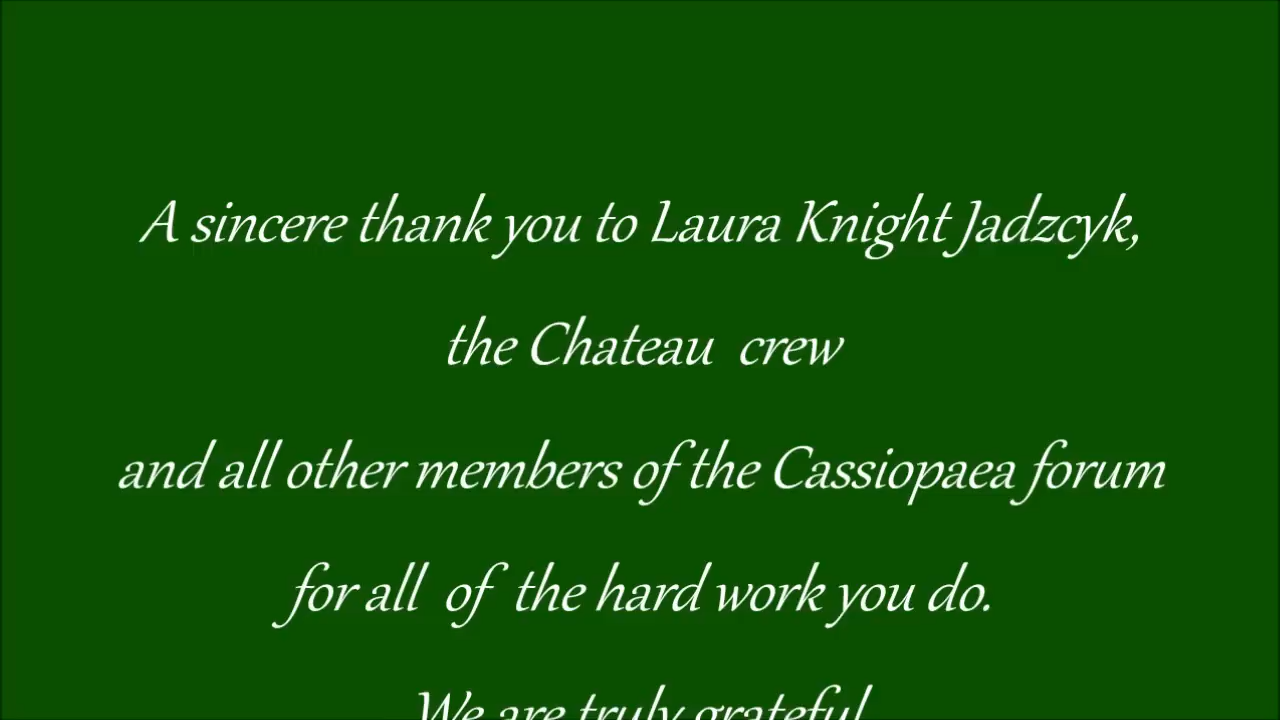 A sincere thank you to Laura Knight Jadzcyk,
the Chateau crew
and all other members of the Cassiopaea forum
for all of the hard work you do.
We are truly grateful